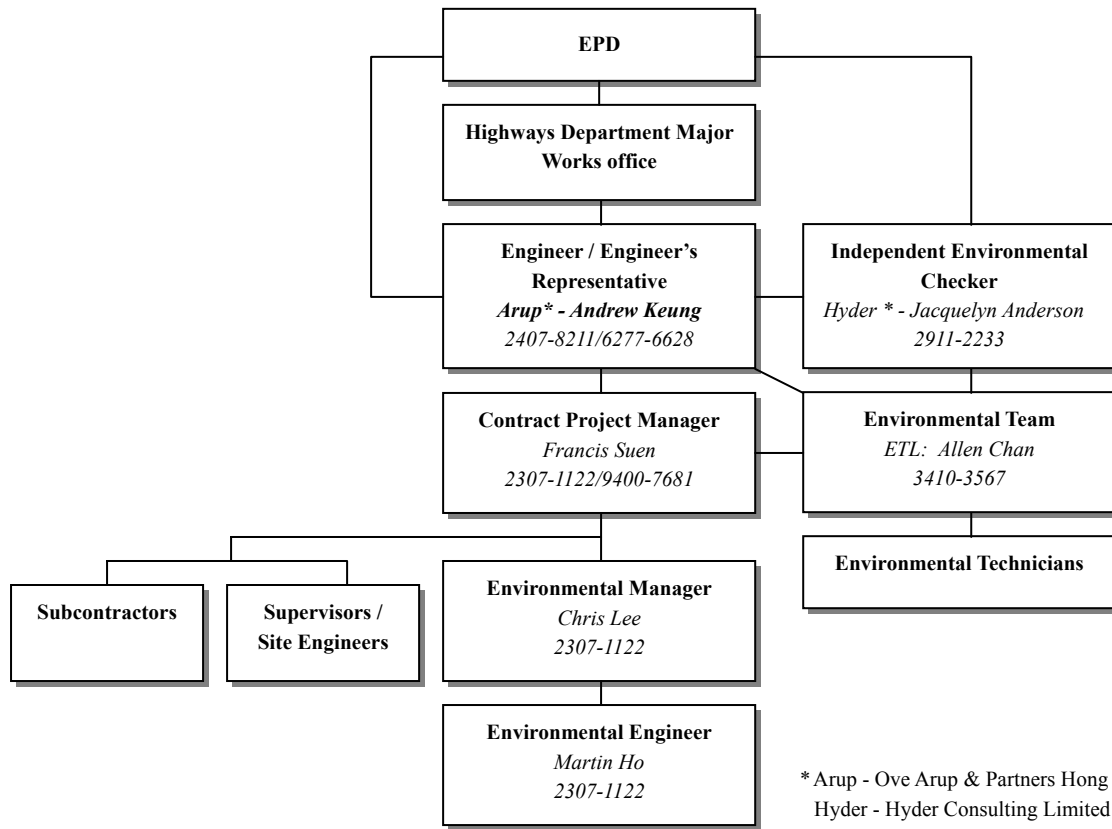 EPD
Highways Department Major
Works office
Engineer / Engineer’s
Representative
Arup* - Andrew Keung
2407-8211/6277-6628
Independent Environmental
Checker
Hyder * - Jacquelyn Anderson
2911-2233
Contract Project Manager
Francis Suen
2307-1122/9400-7681
Environmental Team
ETL: Allen Chan
3410-3567
Environmental Technicians
Subcontractors
Supervisors /
Site Engineers
Environmental Manager
Chris Lee
2307-1122
Environmental Engineer
Martin Ho
2307-1122
* Arup - Ove Arup & Partners Hong
Hyder - Hyder Consulting Limited